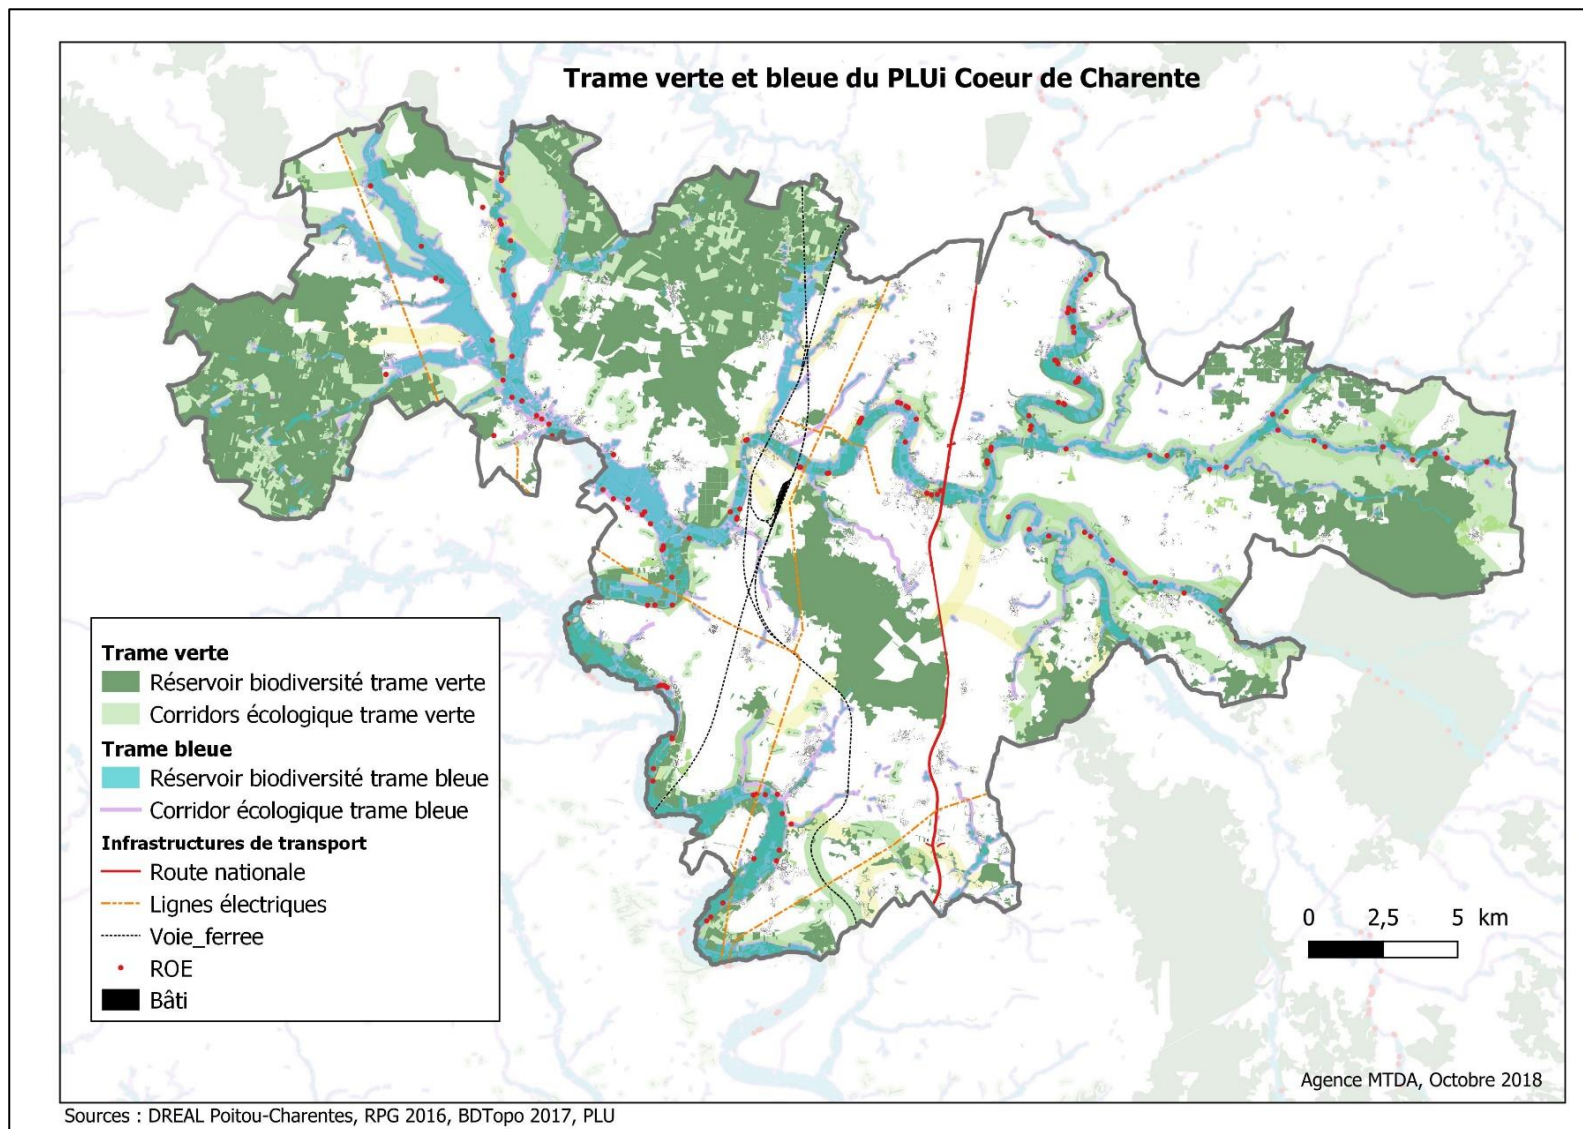 Trame verte et bleue du PLUi Coeur de Charente
Trame verte
Réservoir biodiversité trame verte
Corridors écologique trame verte
Trame bleue
Réservoir biodiversité trame bleue
Corridor écologique trame bleue
Infrastructures de transport
Route nationale
Lignes électriques
Voie_ferree
ROE
Bâti
0 2,5 5 km
Agence MTDA, Octobre 2018
Sources : DREAL Poitou-Charentes, RPG 2016, BDTopo 2017, PLU